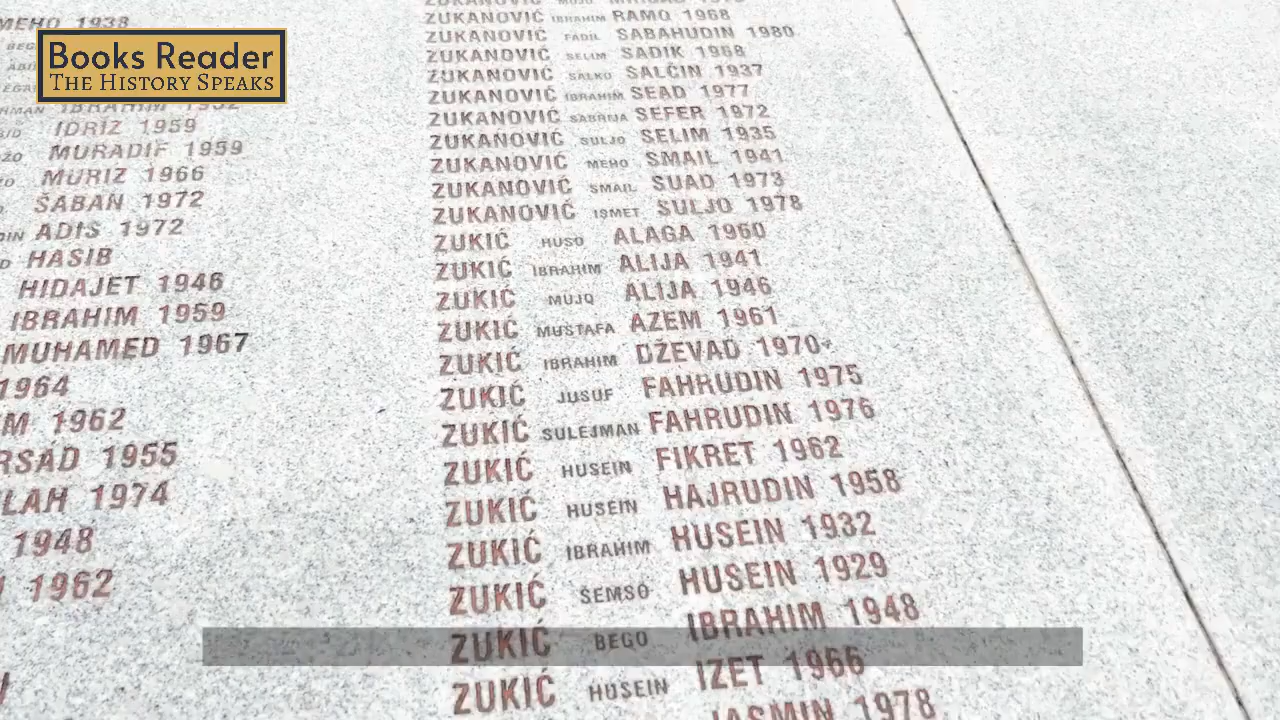 Books Reader
THE HISTORY SPEAKS
MEHO 1938
IBRAHIM 1952
IDRIZ 1959
MURADIF 1959
MURIZ 1966
ŠABAN 1972
ADIS 1972
HASIB
HIDAJET 1946
IBRAHIM 1959
MUHAMED 1967
1964
1962
1955
1974
1948
1962
ZUKANOVIĆ IBRAHIM RAMO 1968
ZUKANOVIĆ FADIL SABAHUDIN 1980
ZUKANOVIĆ SELIM SADIK 1968
ZUKANOVIĆ SALKO SALČIN 1937
ZUKANOVIĆ IBRAHIM SEAD 1977
ZUKANOVIĆ SABRIJA SEFER 1972
ZUKANOVIĆ SULJO SELIM 1935
ZUKANOVIĆ MEHO SMAIL 1941
ZUKANOVIĆ SMAIL SUAD 1973
ZUKANOVIĆ ISMET SULJO 1978
ZUKIĆ HUSO ALAGA 1960
ZUKIĆ IBRAHIM ALIJA 1941
ZUKIĆ MUJO ALIJA 1946
ZUKIĆ MUSTAFA AZEM 1961
ZUKIĆ IBRAHIM DŽEVAD 1970
ZUKIĆ JUSUF FAHRUDIN 1975
ZUKIĆ SULEJMAN FAHRUDIN 1976
ZUKIĆ HUSEIN FIKRET 1962
ZUKIĆ HUSEIN HAJRUDIN 1958
ZUKIĆ IBRAHIM HUSEIN 1932
ZUKIĆ ŠEMSO HUSEIN 1929
ZUKIĆ BEGO IBRAHIM 1948
ZUKIĆ HUSEIN IZET 1966
JASMIN 1978